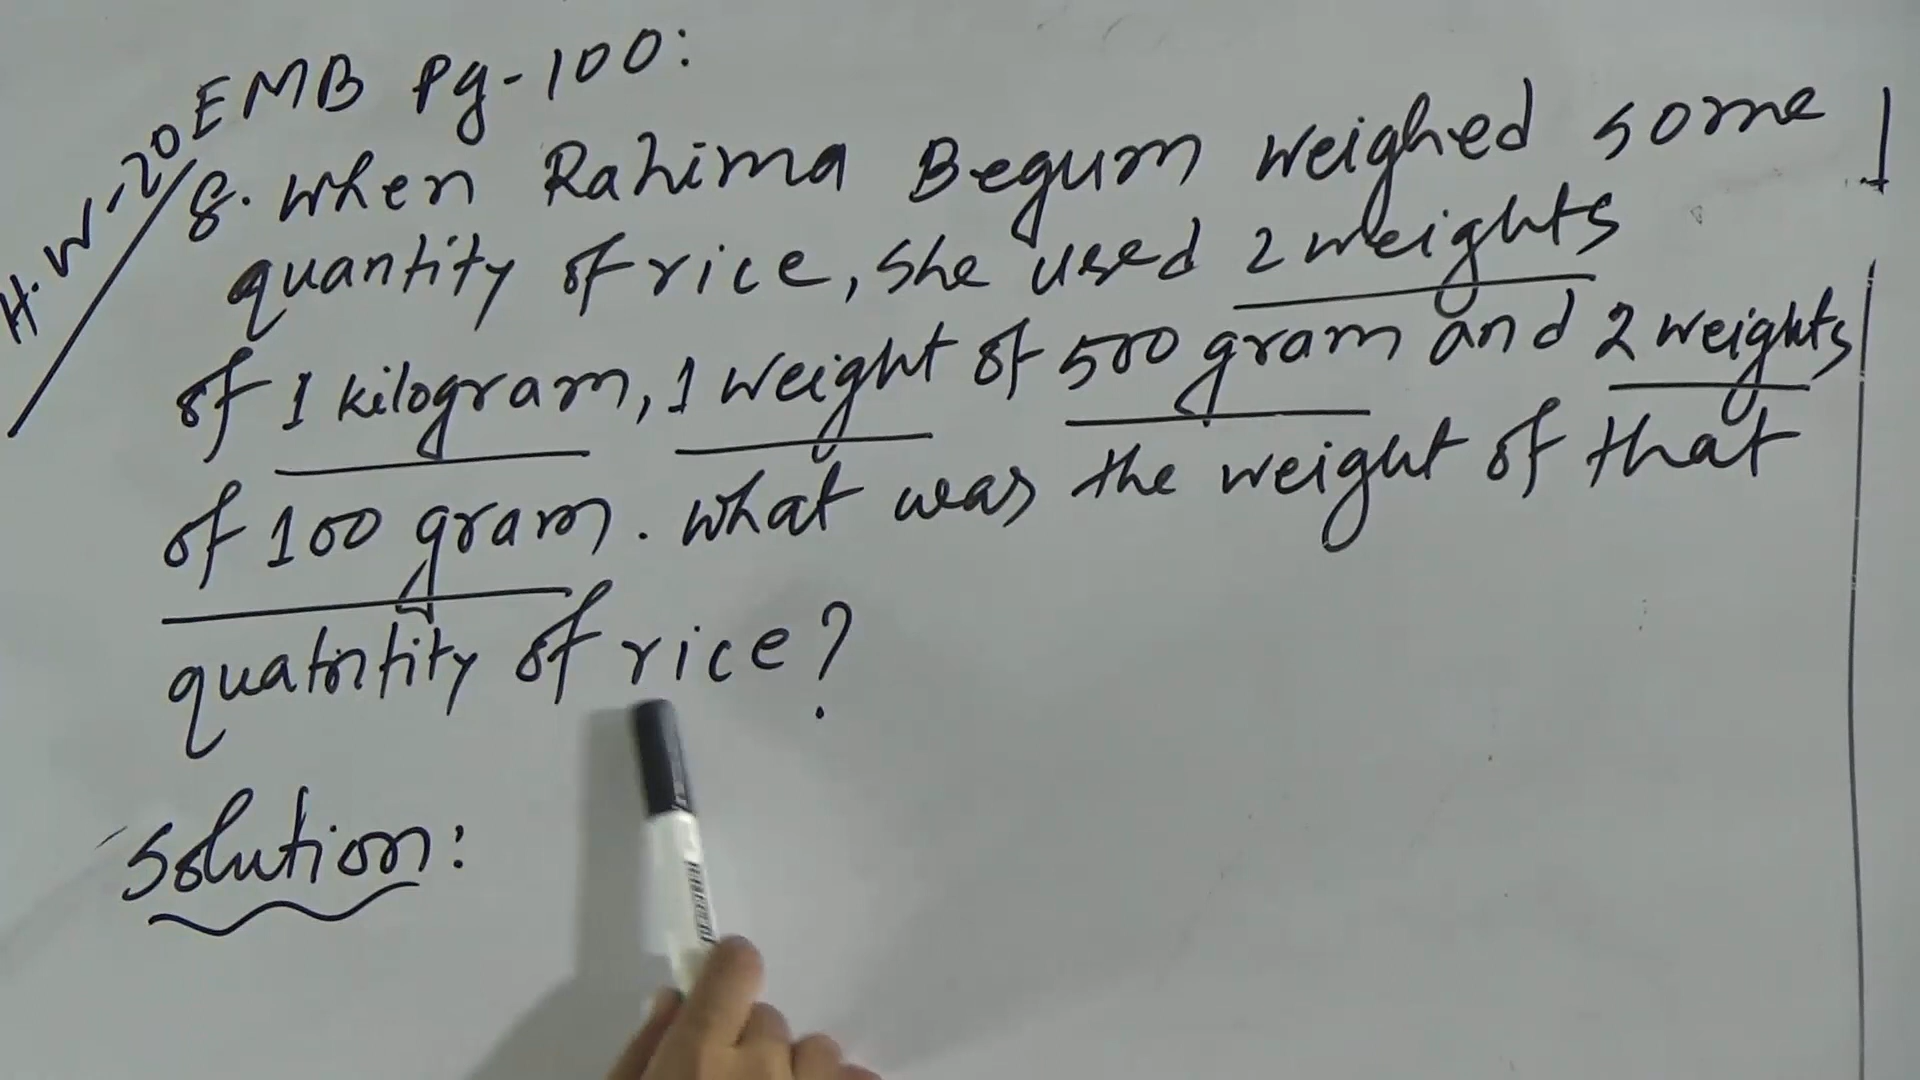 EMB Pg-100:
H.W-20
8. When Rahima Begum weighed some
quantity of rice, she used 2 weights
of 1 kilogram, 1 weight of 500 gram and 2 weights
of 100 gram. what was the weight of that
quatntity of rice?
Solution: